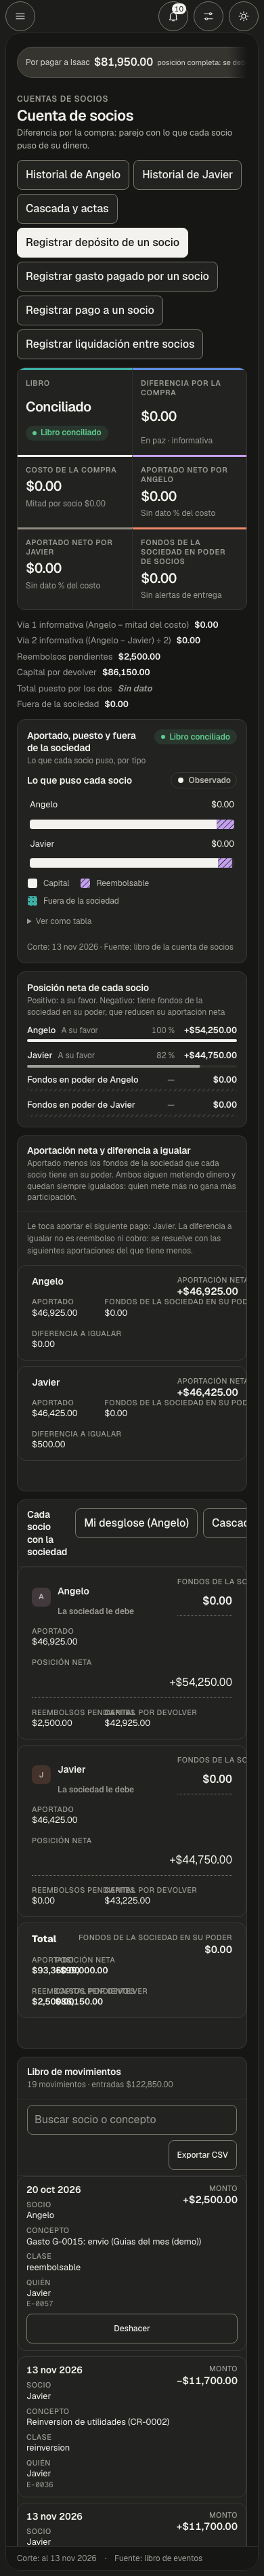 10
Por pagar a Isaac $81,950.00 posición completa: se deb
CUENTAS DE SOCIOS
Cuenta de socios
Diferencia por la compra: parejo con lo que cada socio
puso de su dinero.
Historial de Angelo
Historial de Javier
Cascada y actas
Registrar depósito de un socio
Registrar gasto pagado por un socio
Registrar pago a un socio
Registrar liquidación entre socios
LIBRO
Conciliado
Libro conciliado
DIFERENCIA POR LA
COMPRA
$0.00
En paz · informativa
COSTO DE LA COMPRA
$0.00
Mitad por socio $0.00
APORTADO NETO POR
ANGELO
$0.00
Sin dato % del costo
APORTADO NETO POR
JAVIER
$0.00
Sin dato % del costo
FONDOS DE LA
SOCIEDAD EN PODER
DE SOCIOS
$0.00
Sin alertas de entrega
Vía 1 informativa (Angelo − mitad del costo) $0.00
Vía 2 informativa ((Angelo − Javier) ÷ 2) $0.00
Reembolsos pendientes $2,500.00
Capital por devolver $86,150.00
Total puesto por los dos Sin dato
Fuera de la sociedad $0.00
Aportado, puesto y fuera
de la sociedad
Libro conciliado
Lo que cada socio puso, por tipo
Lo que puso cada socio
Observado
Angelo $0.00
Javier $0.00
Capital
Reembolsable
Fuera de la sociedad
Ver como tabla
Corte: 13 nov 2026 · Fuente: libro de la cuenta de socios
Posición neta de cada socio
Positivo: a su favor. Negativo: tiene fondos de la
sociedad en su poder, que reducen su aportación neta
Angelo A su favor 100 % +$54,250.00
Javier A su favor 82 % +$44,750.00
Fondos en poder de Angelo — $0.00
Fondos en poder de Javier — $0.00
Aportación neta y diferencia a igualar
Aportado menos los fondos de la sociedad que cada
socio tiene en su poder. Ambos siguen metiendo dinero y
quedan siempre igualados: quien mete más no gana más
participación.
Le toca aportar el siguiente pago: Javier. La diferencia a
igualar no es reembolso ni cobro: se resuelve con las
siguientes aportaciones del que tiene menos.
Angelo
APORTACIÓN NETA
+$46,925.00
APORTADO
$46,925.00
FONDOS DE LA SOCIEDAD EN SU POD
$0.00
DIFERENCIA A IGUALAR
$0.00
Javier
APORTACIÓN NETA
+$46,425.00
APORTADO
$46,425.00
FONDOS DE LA SOCIEDAD EN SU POD
$0.00
DIFERENCIA A IGUALAR
$500.00
Cada
socio
con la
sociedad
Mi desglose (Angelo)
Cascad
A
Angelo
La sociedad le debe
FONDOS DE LA SO
$0.00
APORTADO
$46,925.00
POSICIÓN NETA
+$54,250.00
REEMBOLSOS PENDIENTES
$2,500.00
CAPITAL POR DEVOLVER
$42,925.00
J
Javier
La sociedad le debe
FONDOS DE LA SO
$0.00
APORTADO
$46,425.00
POSICIÓN NETA
+$44,750.00
REEMBOLSOS PENDIENTES
$0.00
CAPITAL POR DEVOLVER
$43,225.00
Total
FONDOS DE LA SOCIEDAD EN SU PODER
$0.00
APORTADO
POSICIÓN NETA
REEMBOLSOS PENDIENTES
Libro de movimientos
19 movimientos · entradas $122,850.00
Buscar socio o concepto
Exportar CSV
20 oct 2026
MONTO
+$2,500.00
SOCIO
Angelo
CONCEPTO
Gasto G-0015: envio (Guias del mes (demo))
CLASE
reembolsable
QUIÉN
Javier
E-0057
Deshacer
13 nov 2026
MONTO
−$11,700.00
SOCIO
Javier
CONCEPTO
Reinversion de utilidades (CR-0002)
CLASE
reinversion
QUIÉN
Javier
E-0036
13 nov 2026
MONTO
+$11,700.00
SOCIO
Javier
Corte: al 13 nov 2026 · Fuente: libro de eventos